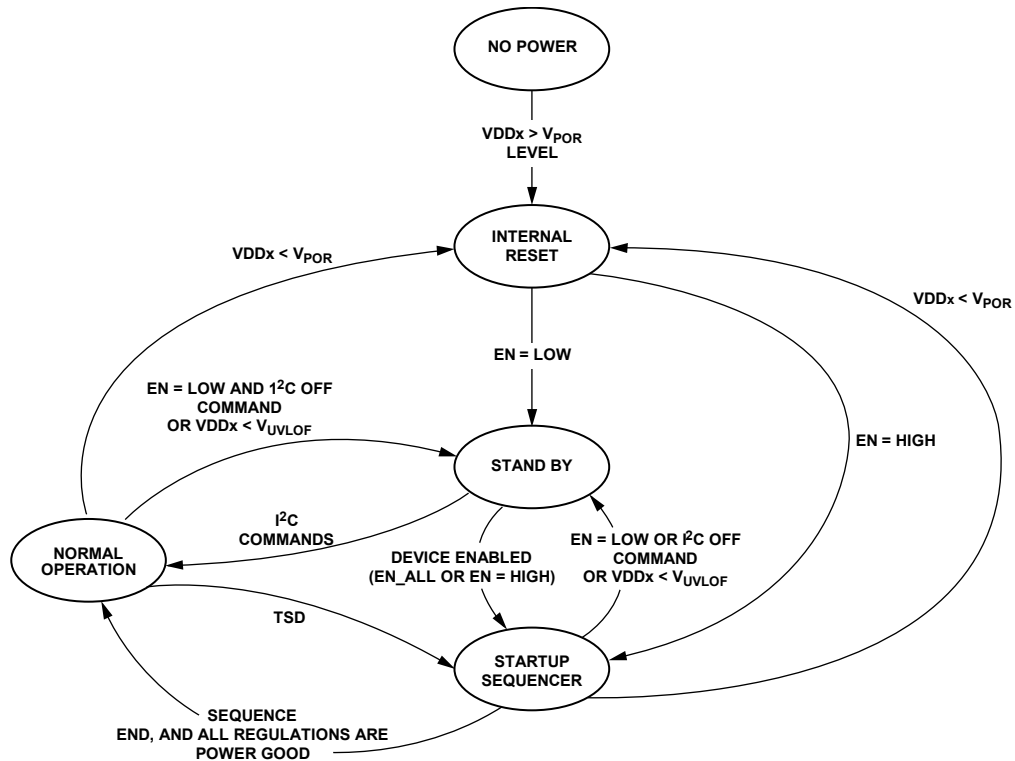 NO POWER
VDDx > VPOR
LEVEL
INTERNAL
RESET
VDDx < VPOR
VDDx < VPOR
EN = LOW
EN = LOW AND 1²C OFF
COMMAND
OR VDDx < VUVLOF
EN = HIGH
STAND BY
I²C
COMMANDS
NORMAL
OPERATION
DEVICE ENABLED
(EN_ALL OR EN = HIGH)
EN = LOW OR I²C OFF
COMMAND
OR VDDx < VUVLOF
TSD
STARTUP
SEQUENCER
SEQUENCE
END, AND ALL REGULATIONS ARE
POWER GOOD